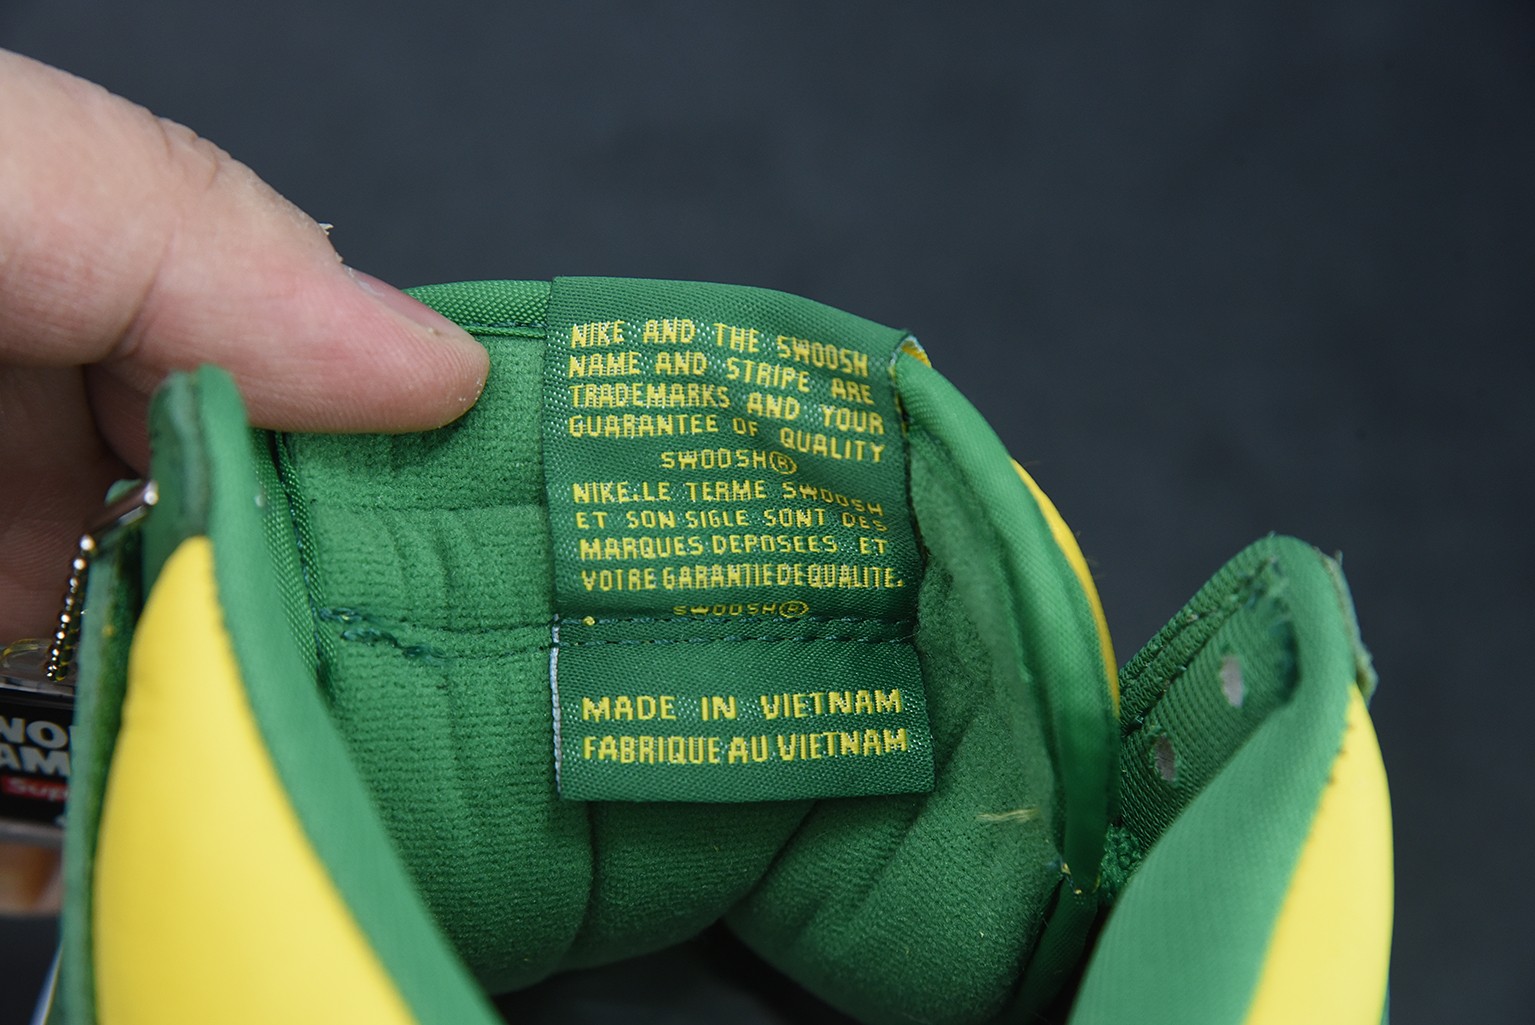 NIKE AND THE SWOOSH
NAME AND STRIPE ARE
TRADEMARKS AND YOUR
GUARANTEE OF QUALITY
SWOOSH®
NIKE.LE TERME SWOOSH
ET SON SIGLE SONT DES
MARQUES DEPOSEES ET
VOTRE GARANTIE DE QUALITE.
SWOOSH®
MADE IN VIETNAM
FABRIQUE AU VIETNAM